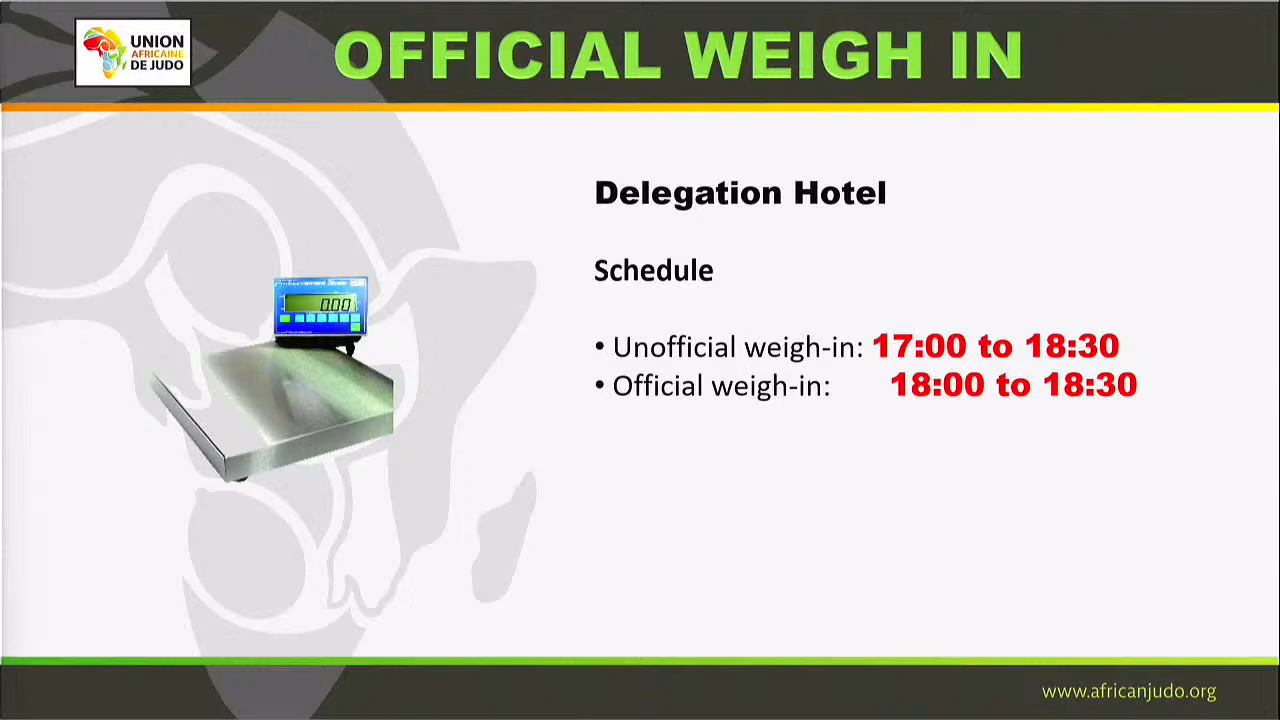 UNION
AFRICAINE
DE JUDO
OFFICIAL WEIGH IN
Delegation Hotel
Schedule
• Unofficial weigh-in: 17:00 to 18:30
• Official weigh-in: 18:00 to 18:30
0.00
www.africanjudo.org